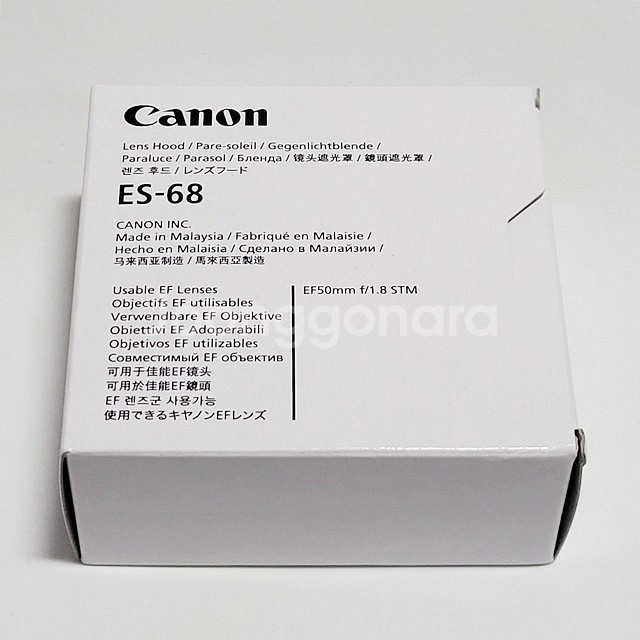 Canon
Lens Hood / Pare-soleil / Gegenlichtblende /
Paraluce / Parasol / Бленда / 镜头遮光罩 / 鏡頭遮光罩 /
렌즈 후드 / レンズフード
ES-68
CANON INC.
Made in Malaysia / Fabriqué en Malaisie /
Hecho en Malaisia / Сделано в Малайзии /
马来西亚制造 / 馬來西亞製造
Usable EF Lenses
Objectifs EF utilisables
Verwendbare EF Objektive
Obiettivi EF Adoperabili
Objetivos EF utilizables
Совместимый EF объектив
可用于佳能EF镜头
可用於佳能EF鏡頭
EF 렌즈군 사용가능
使用できるキヤノンEFレンズ
EF50mm f/1.8 STM